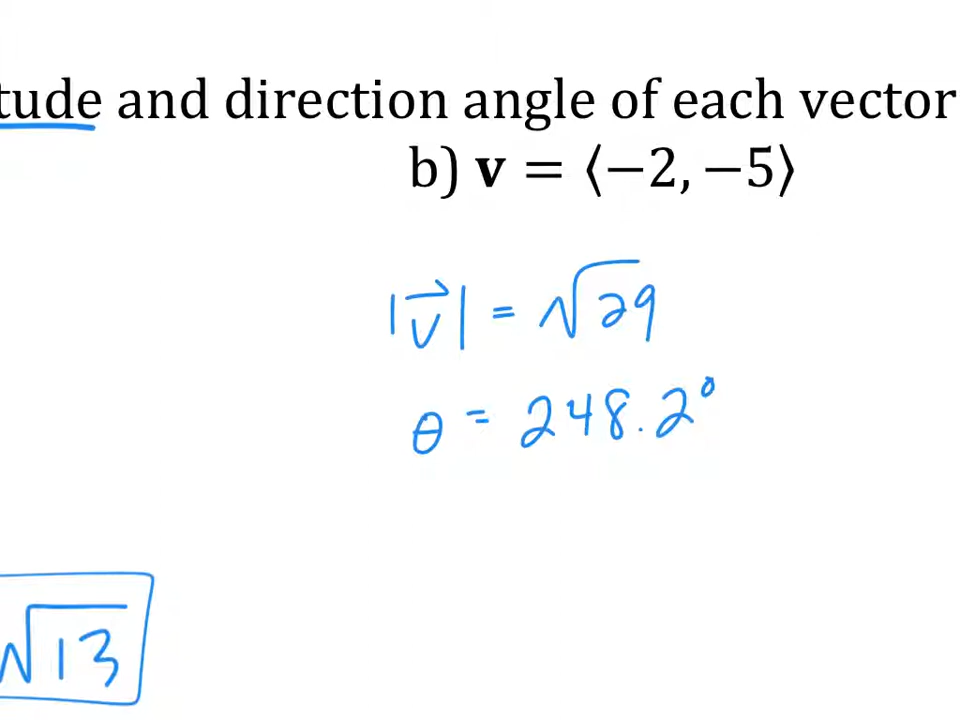 tude and direction angle of each vector
b) v = ⟨−2, −5⟩
|v⃗| = √29
θ = 248.2°
√13